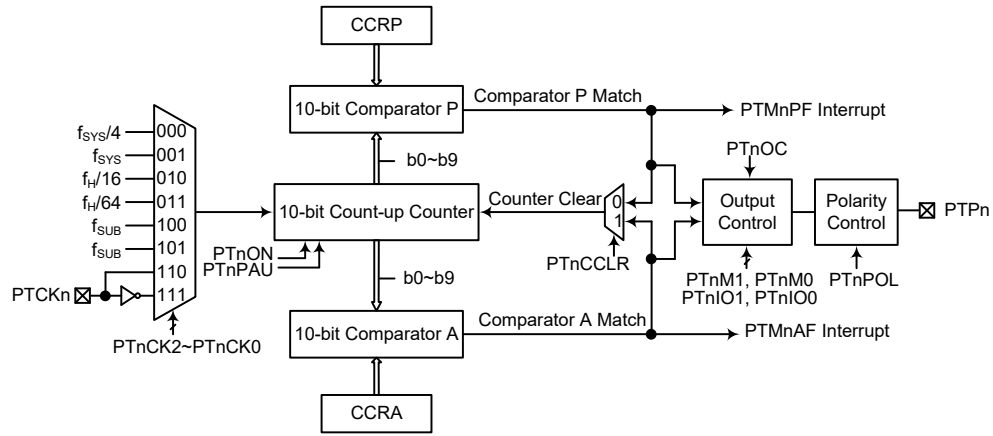 CCRP
10-bit Comparator P
Comparator P Match
PTMnPF Interrupt
fSYS/4
000
fSYS
001
fH/16
010
fH/64
011
fSUB
100
fSUB
101
110
111
PTCKn
PTnCK2~PTnCK0
b0~b9
10-bit Count-up Counter
PTnON
PTnPAU
b0~b9
Counter Clear
0
1
PTnCCLR
PTnOC
Output
Control
PTnM1, PTnM0
PTnIO1, PTnIO0
Polarity
Control
PTnPOL
PTPn
10-bit Comparator A
Comparator A Match
PTMnAF Interrupt
CCRA